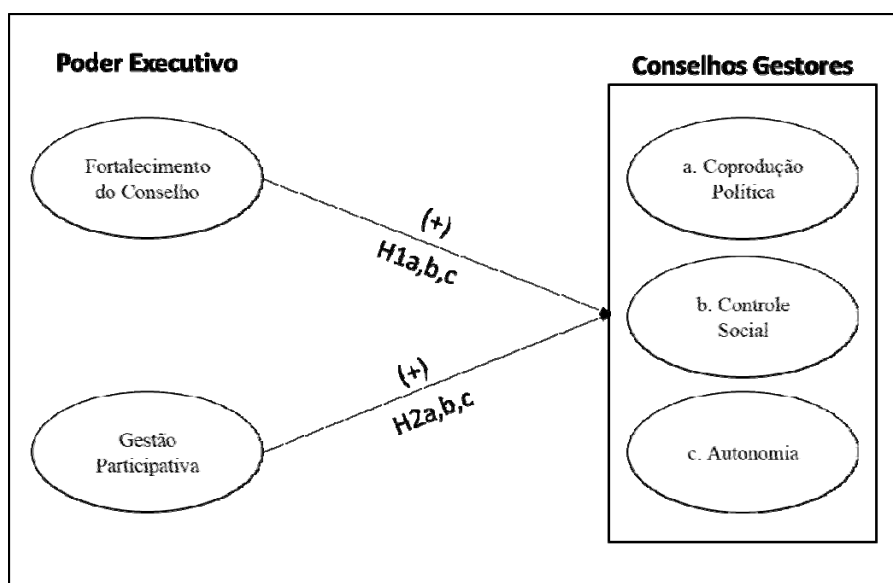 Poder Executivo
Conselhos Gestores
Fortalecimento
do Conselho
a. Coprodução
Política
(+)
H1a,b,c
b. Controle
Social
(+)
H2a,b,c
Gestão
Participativa
c. Autonomia